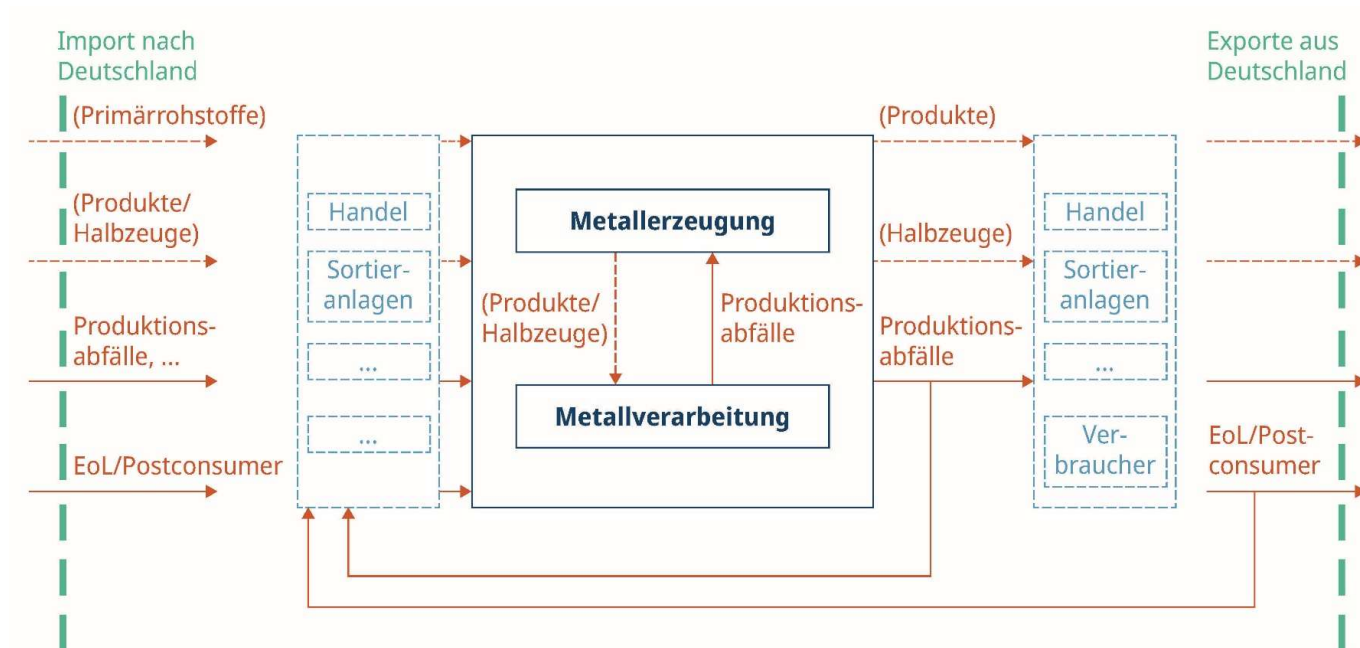 Import nach
Deutschland
Exporte aus
Deutschland
(Primärrohstoffe)
(Produkte/
Halbzeuge)
Produktions-
abfälle, ...
EoL/Postconsumer
Handel
Sortier-
anlagen
...
...
Metallerzeugung
(Produkte/
Halbzeuge)
Produktions-
abfälle
Metallverarbeitung
(Produkte)
(Halbzeuge)
Produktions-
abfälle
Handel
Sortier-
anlagen
...
Ver-
braucher
EoL/Post-
consumer